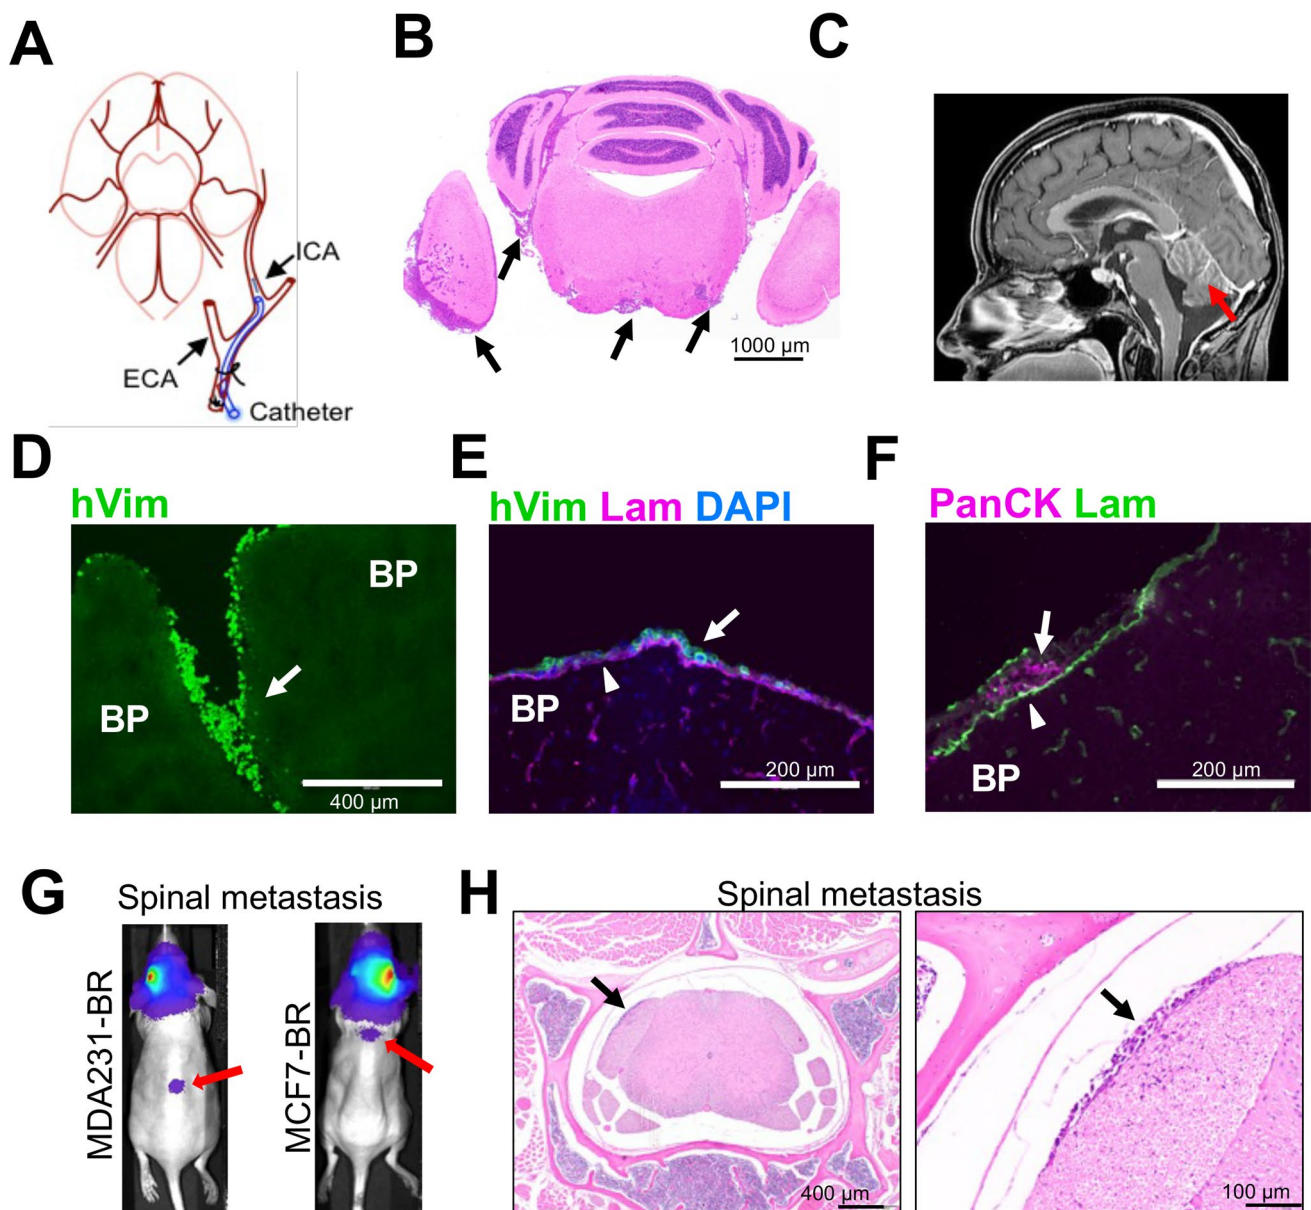 A
B
C
ICA
ECA
Catheter
1000 µm
D
E
F
hVim
hVim Lam DAPI
PanCK Lam
BP
BP
400 µm
BP
200 µm
BP
200 µm
G
H
Spinal metastasis
Spinal metastasis
MDA231-BR
MCF7-BR
400 µm
100 µm